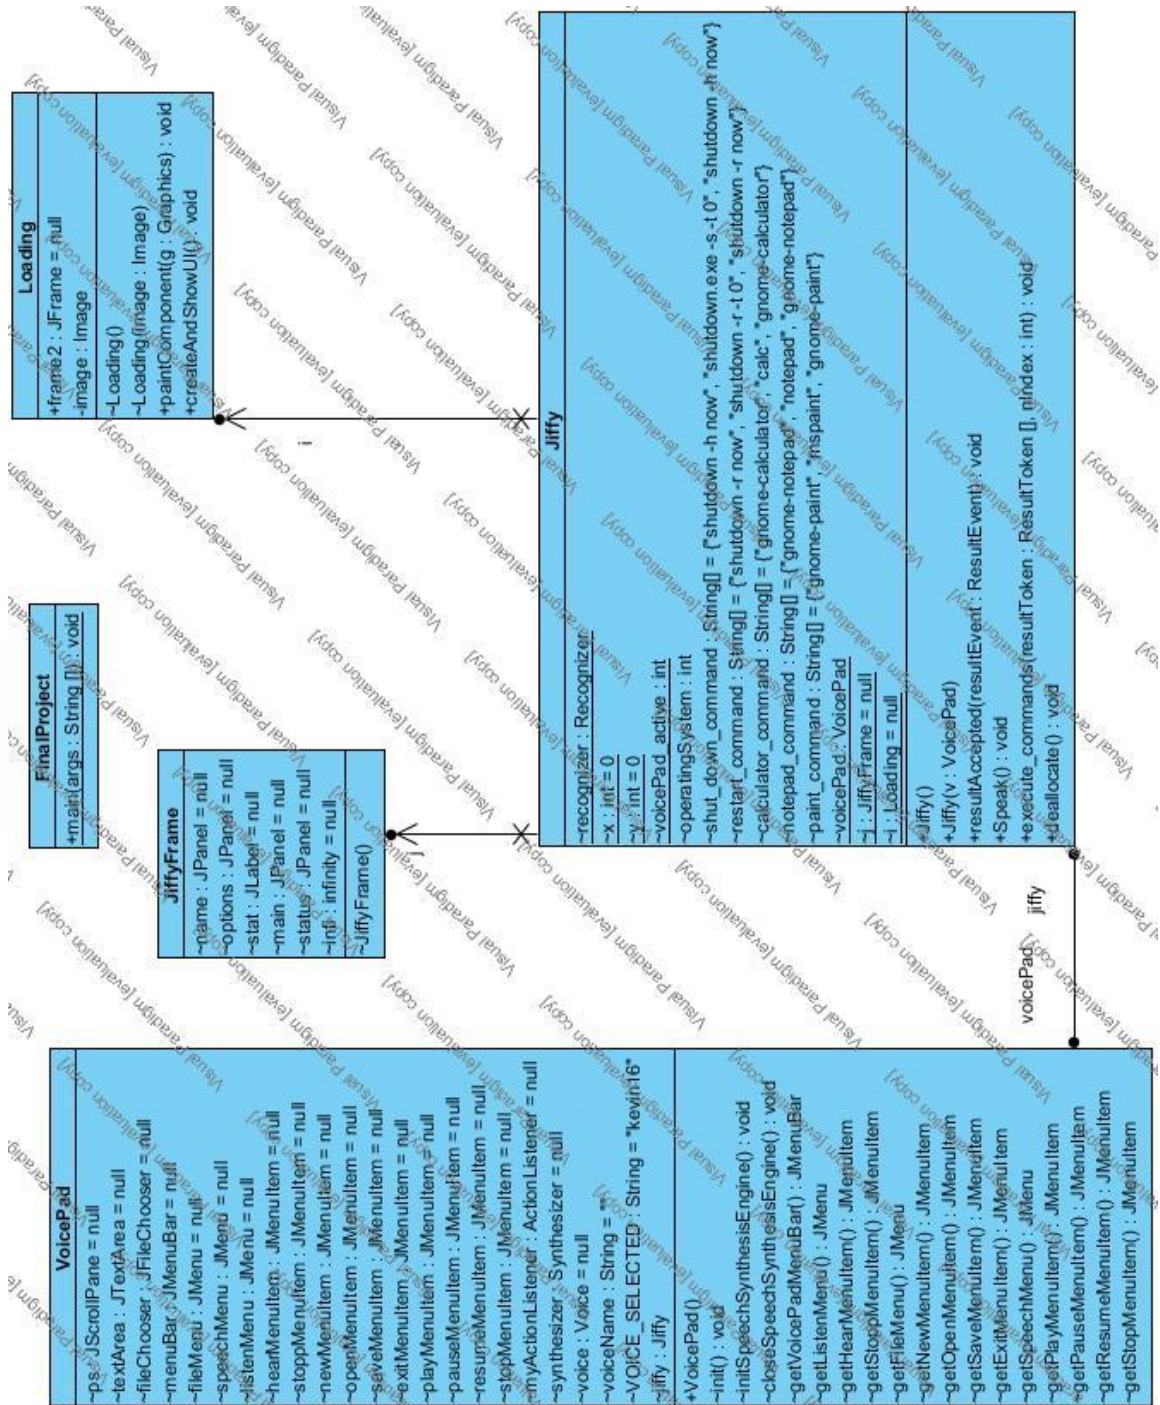 Loading
+frame2 : JFrame = null
-image : Image
~Loading()
~Loading(image : Image)
+paintComponent(g : Graphics) : void
+createAndShowUI() : void
FinalProject
+main(args : String []) : void
JiffyFrame
~name : JPanel = null
~options : JPanel = null
~stat : JLabel = null
~main : JPanel = null
~status : JPanel = null
~infi : infinity = null
~JiffyFrame()
i
j
Jiffy
~recognizer : Recognizer
~x : int = 0
~y : int = 0
~voicePad_active : int
~operatingSystem : int
~shut_down_command : String[] = {"shutdown -h now", "shutdown.exe -s -t 0", "shutdown -h now"}
~restart_command : String[] = {"shutdown -r now", "shutdown -r -t 0", "shutdown -r now"}
~calculator_command : String[] = {"gnome-calculator", "calc", "gnome-calculator"}
~notepad_command : String[] = {"gnome-notepad", "notepad", "gnome-notepad"}
~paint_command : String[] = {"gnome-paint", "mspaint", "gnome-paint"}
~voicePad : VoicePad
~j : JiffyFrame = null
~i : Loading = null
+Jiffy()
+Jiffy(v : VoicePad)
+resultAccepted(resultEvent : ResultEvent) : void
+Speak() : void
+execute_commands(resultToken : ResultToken [], nIndex : int) : void
+deallocate() : void
voicePad
jiffy
VoicePad
~ps : JScrollPane = null
~textArea : JTextArea = null
~fileChooser : JFileChooser = null
~menuBar : JMenuBar = null
~fileMenu : JMenu = null
~speechMenu : JMenu = null
~listenMenu : JMenu = null
~hearMenuItem : JMenuItem = null
~stoppMenuItem : JMenuItem = null
~newMenuItem : JMenuItem = null
~openMenuItem : JMenuItem = null
~saveMenuItem : JMenuItem = null
~exitMenuItem : JMenuItem = null
~playMenuItem : JMenuItem = null
~pauseMenuItem : JMenuItem = null
~resumeMenuItem : JMenuItem = null
~stopMenuItem : JMenuItem = null
~aryActionListener : ActionListener = null
~synthesizer : Synthesizer = null
~voice : Voice = null
~voiceName : String = ""
~VOICE_SELECTED : String = "kevin16"
~jiffy : Jiffy
+VoicePad()
~init() : void
~initSpeechSynthesisEngine() : void
~closeSpeechSynthesisEngine() : void
~getVoicePadMenuBar() : JMenuBar
~getListenMenu() : JMenu
~getHearMenuItem() : JMenuItem
~getStoppMenuItem() : JMenuItem
~getFileMenu() : JMenu
~getNewMenuItem() : JMenuItem
~getOpenMenuItem() : JMenuItem
~getSaveMenuItem() : JMenuItem
~getExitMenuItem() : JMenuItem
~getSpeechMenu() : JMenu
~getPlayMenuItem() : JMenuItem
~getPauseMenuItem() : JMenuItem
~getResumeMenuItem() : JMenuItem
~getStopMenuItem() : JMenuItem
Visual Paradigm [evaluation copy]